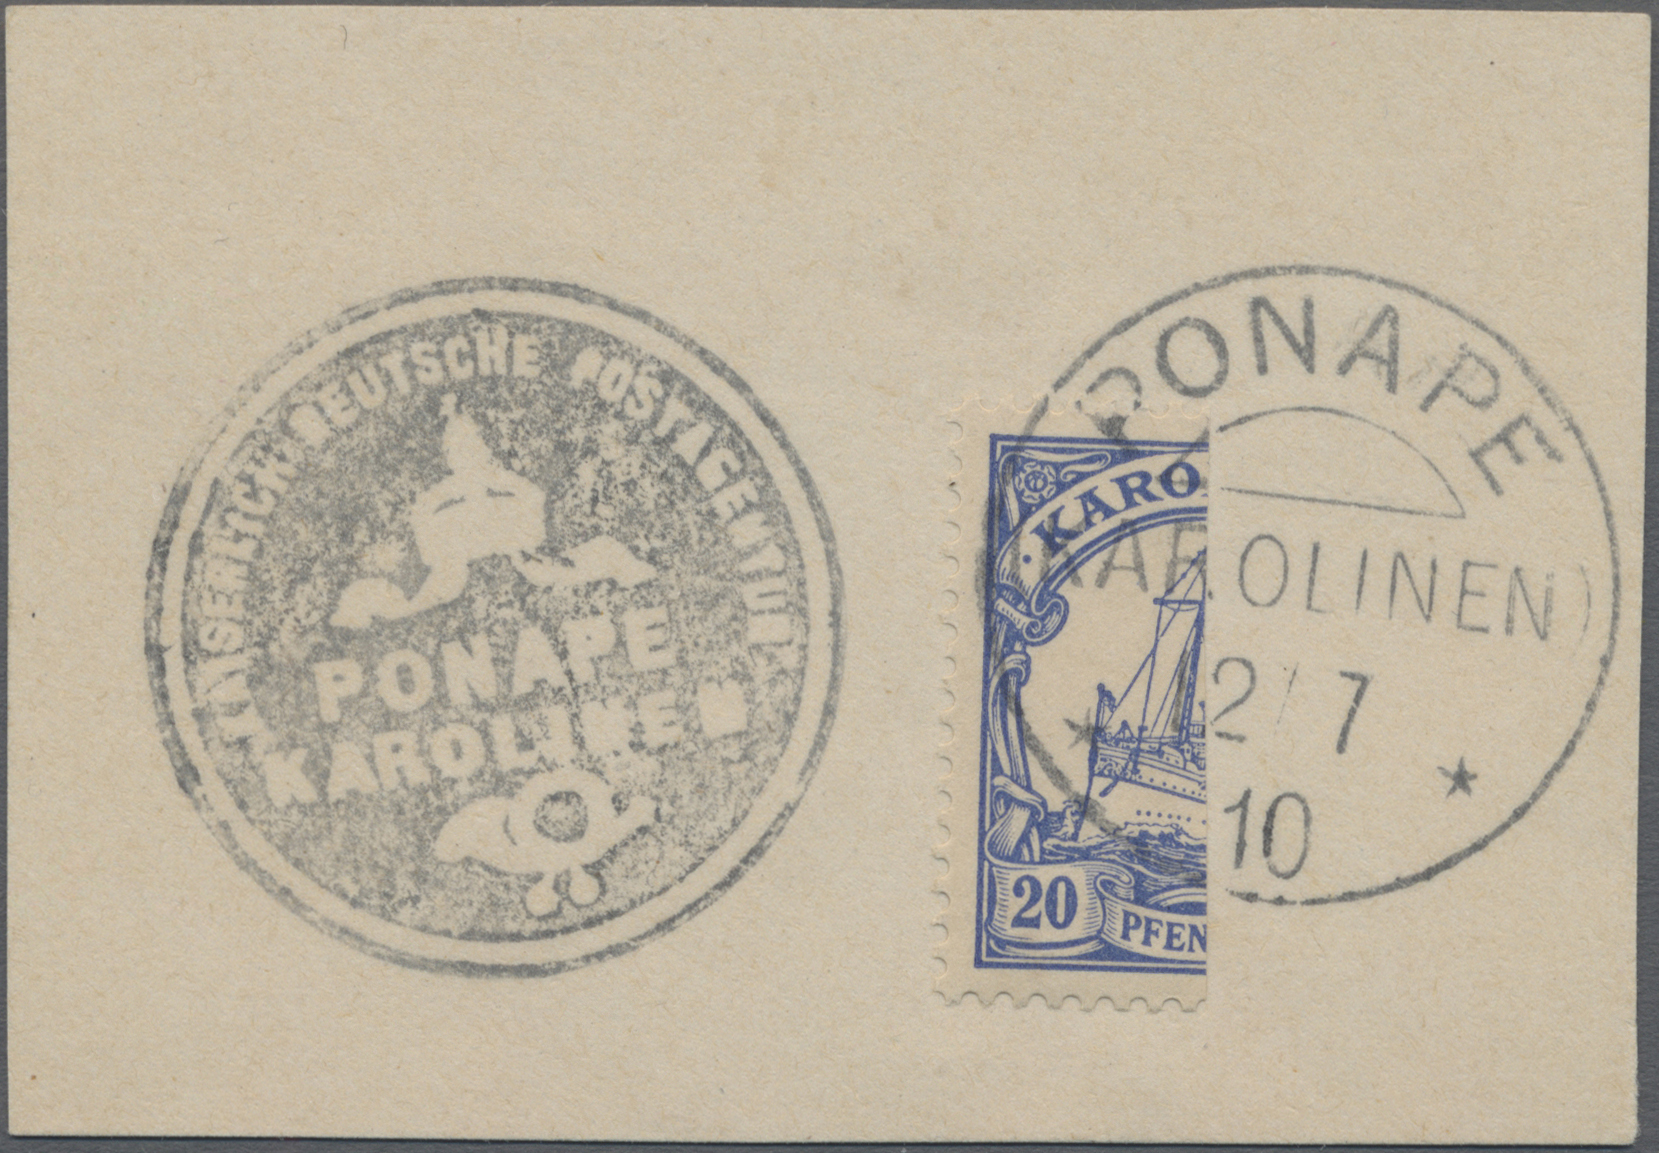 KAISERLICH DEUTSCHE POSTAGENTUR
PONAPE
KAROLINEN
PONAPE
(KAROLINEN)
12/7
10
KARO
20
PFEN